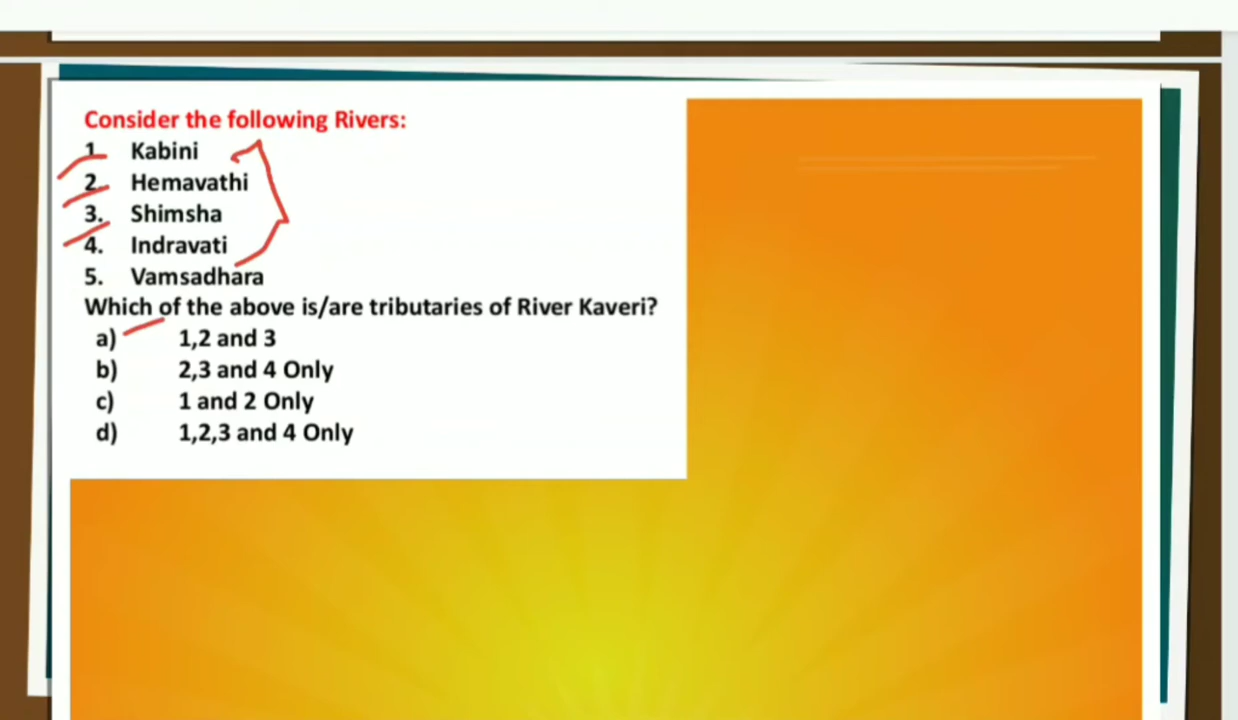 Consider the following Rivers:
1. Kabini
2. Hemavathi
3. Shimsha
4. Indravati
5. Vamsadhara
Which of the above is/are tributaries of River Kaveri?
a) 1,2 and 3
b) 2,3 and 4 Only
c) 1 and 2 Only
d) 1,2,3 and 4 Only